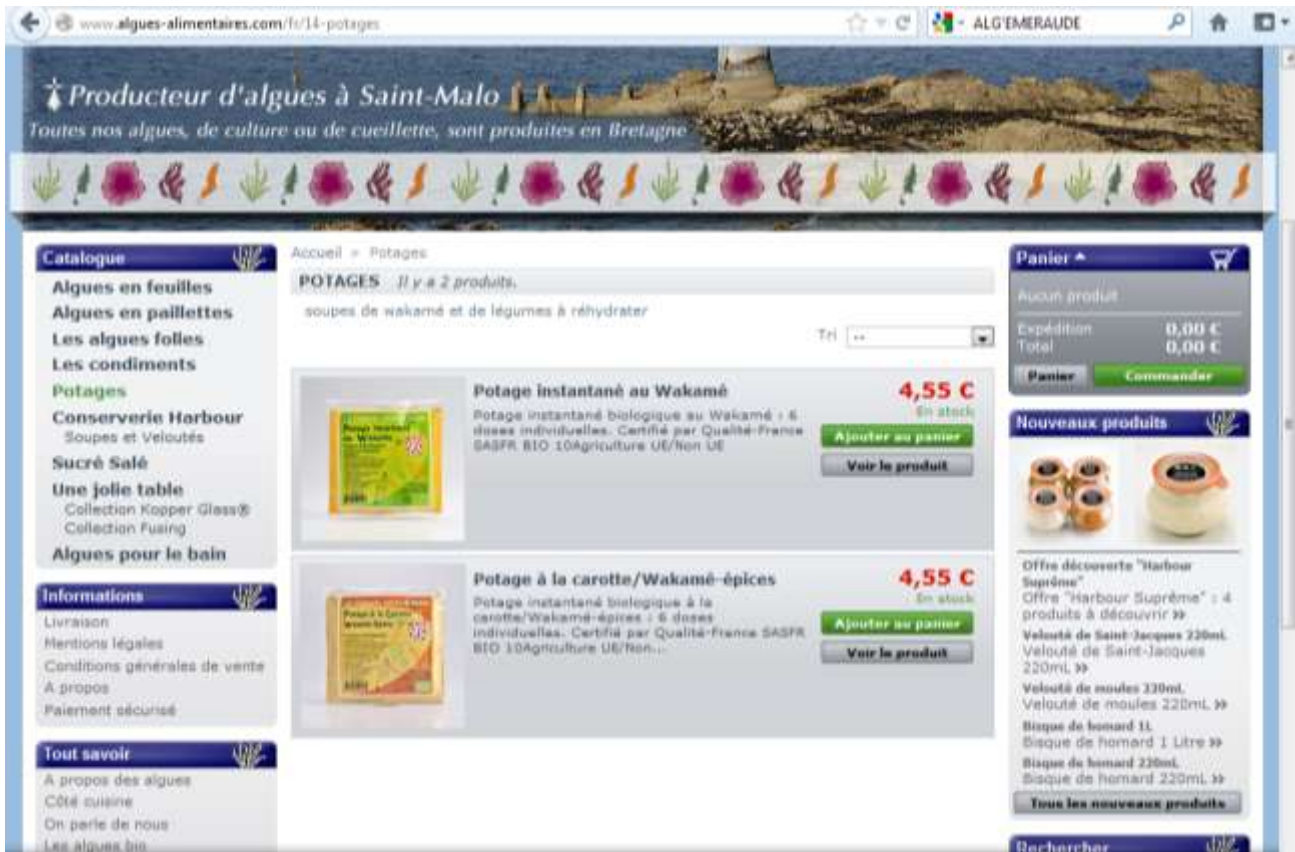 www.algues-alimentaires.com/fr/14-potages
ALG'EMERAUDE
Producteur d'algues à Saint-Malo
Toutes nos algues, de culture ou de cueillette, sont produites en Bretagne
Catalogue
Algues en feuilles
Algues en paillettes
Les algues folles
Les condiments
Potages
Conserverie Harbour
Soupes et Veloutés
Sucré Salé
Une jolie table
Collection Kopper Glass®
Collection Fusing
Algues pour le bain
Informations
Livraison
Mentions légales
Conditions générales de vente
A propos
Paiement sécurisé
Tout savoir
A propos des algues
Côté cuisine
On parle de nous
Les algues bio
Accueil > Potages
POTAGES Il y a 2 produits.
soupes de wakamé et de légumes à réhydrater
Tri --
Potage instantané au Wakamé
Potage instantané biologique au Wakamé : 6
doses individuelles. Certifié par Qualité-France
SASFR BIO 10Agriculture UE/Non UE
4,55 €
En stock
Ajouter au panier
Voir le produit
Potage instantané
au Wakamé
Potage à la carotte/Wakamé-épices
Potage instantané biologique à la
carotte/Wakamé-épices : 6 doses
individuelles. Certifié par Qualité-France SASFR
BIO 10Agriculture UE/Non...
4,55 €
En stock
Ajouter au panier
Voir le produit
Potage à la Carotte
Panier
Aucun produit
Expédition 0,00 €
Total 0,00 €
Panier Commander
Nouveaux produits
Offre découverte "Harbour
Suprême"
Offre "Harbour Suprême" : 4
produits à découvrir »
Velouté de Saint-Jacques 220mL
Velouté de Saint-Jacques
220mL »
Velouté de moules 220mL
Velouté de moules 220mL »
Bisque de homard 1L
Bisque de homard 1 Litre »
Bisque de homard 220mL
Bisque de homard 220mL »
Tous les nouveaux produits
Rechercher